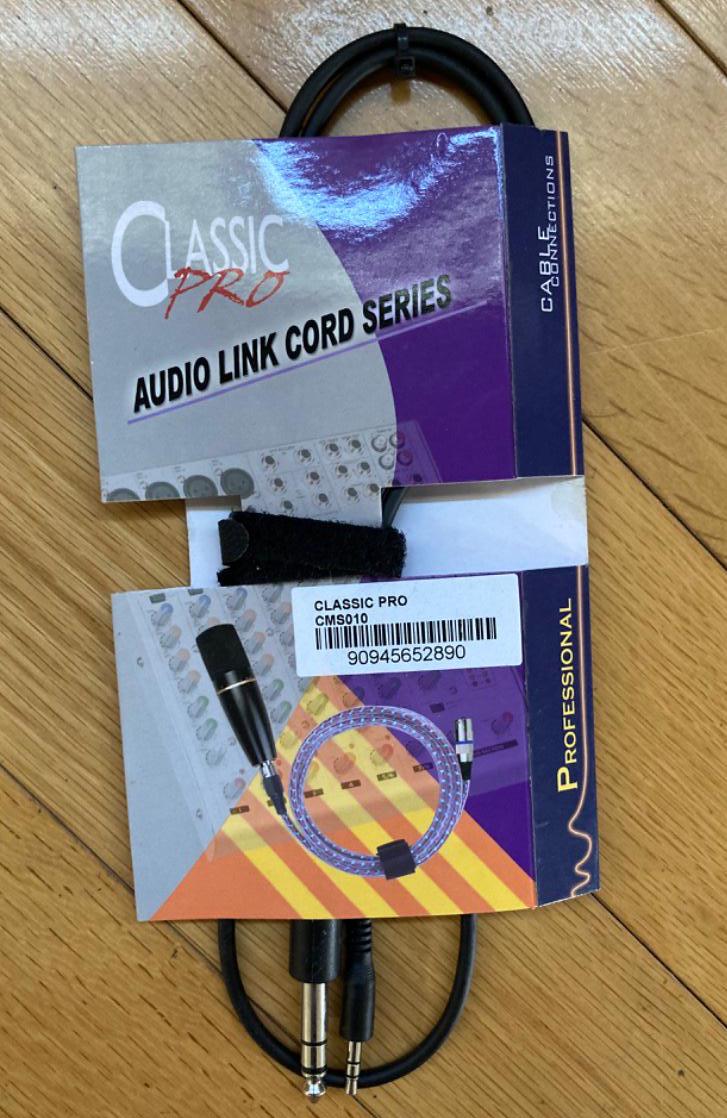 CLASSIC
PRO
AUDIO LINK CORD SERIES
CABLE
CONNECTIONS
CLASSIC PRO
CMS010
90945652890
PROFESSIONAL